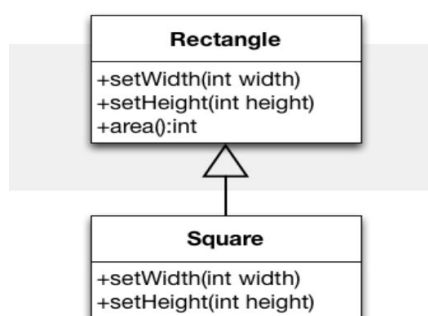 Rectangle
+setWidth(int width)
+setHeight(int height)
+area():int
Square
+setWidth(int width)
+setHeight(int height)